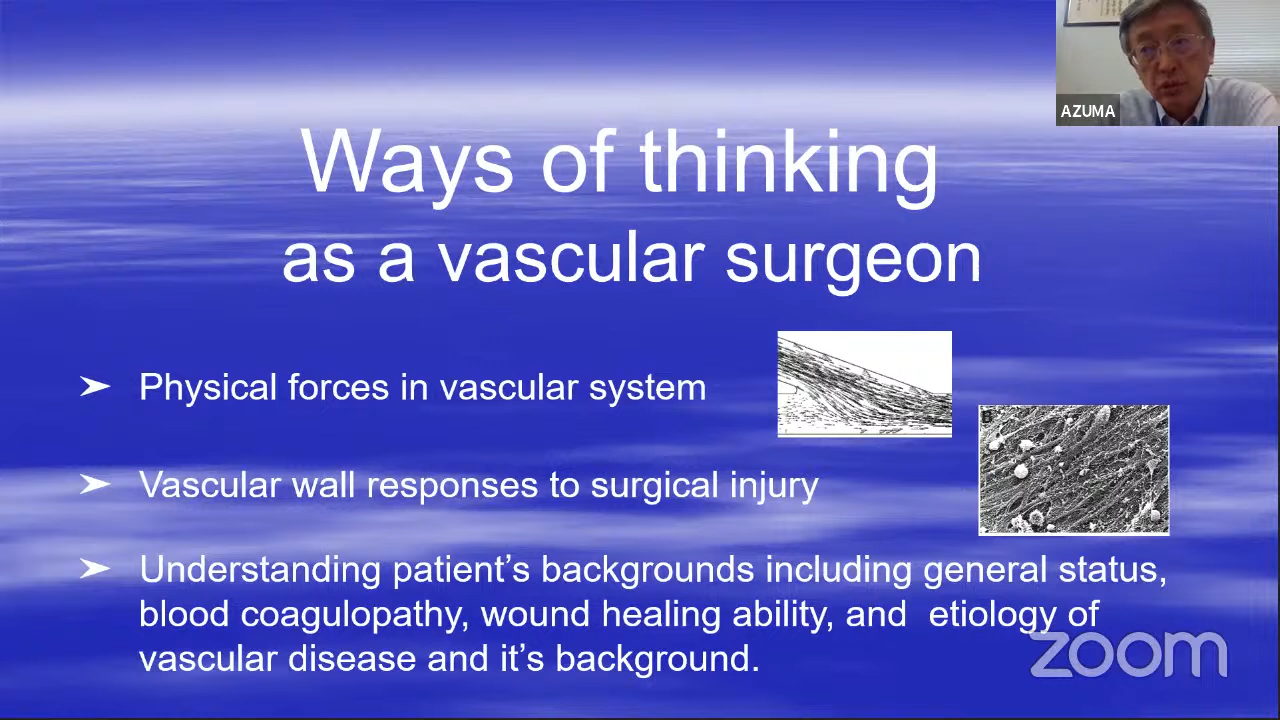 AZUMA
Ways of thinking
as a vascular surgeon
➢ Physical forces in vascular system
➢ Vascular wall responses to surgical injury
➢ Understanding patient’s backgrounds including general status,
blood coagulopathy, wound healing ability, and etiology of
vascular disease and it’s background.
zoom